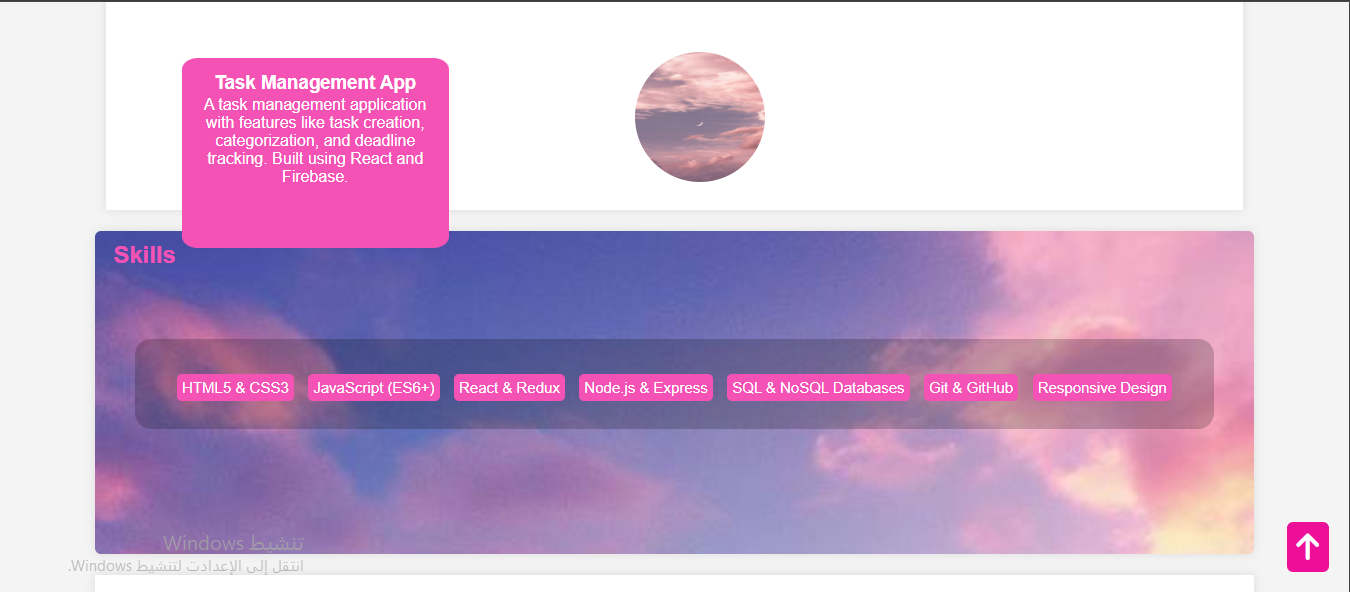 Task Management App
A task management application
with features like task creation,
categorization, and deadline
tracking. Built using React and
Firebase.
Skills
HTML5 & CSS3
JavaScript (ES6+)
React & Redux
Node.js & Express
SQL & NoSQL Databases
Git & GitHub
Responsive Design
تنشيط Windows
انتقل إلى الإعدادت لتنشيط Windows.